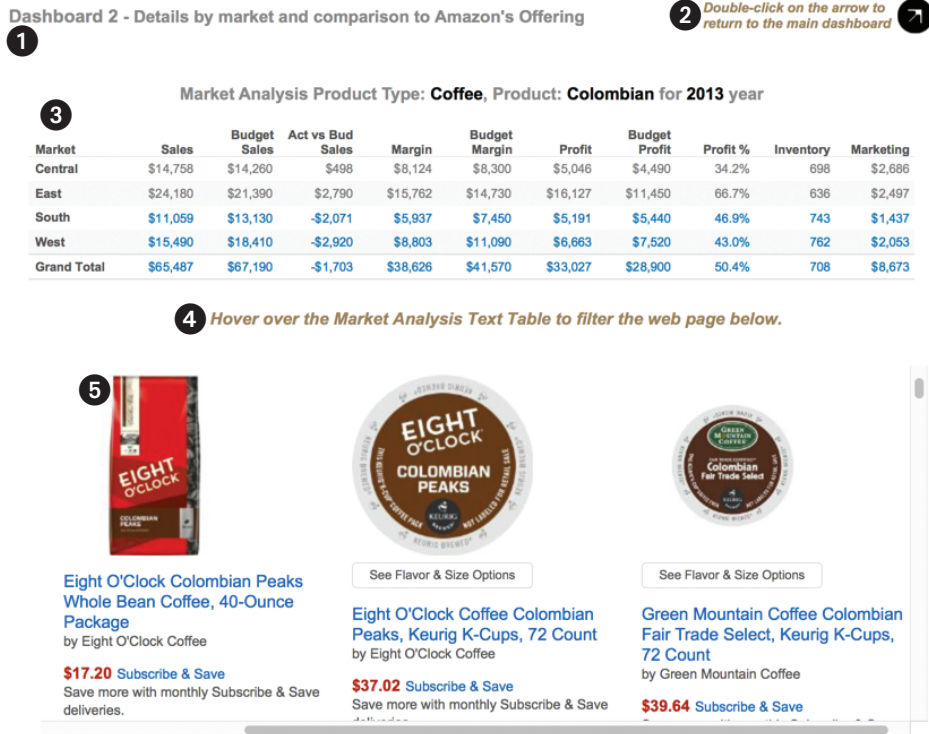 Dashboard 2 - Details by market and comparison to Amazon's Offering
1
2 Double-click on the arrow to
return to the main dashboard
Market Analysis Product Type: Coffee, Product: Colombian for 2013 year
3
Budget Act vs Bud Budget Budget
Market Sales Sales Sales Margin Margin Profit Profit Profit % Inventory Marketing
Central $14,758 $14,260 $498 $8,124 $8,300 $5,046 $4,490 34.2% 698 $2,686
East $24,180 $21,390 $2,790 $15,762 $14,730 $16,127 $11,450 66.7% 636 $2,497
South $11,059 $13,130 -$2,071 $5,937 $7,450 $5,191 $5,440 46.9% 743 $1,437
West $15,490 $18,410 -$2,920 $8,803 $11,090 $6,663 $7,520 43.0% 762 $2,053
Grand Total $65,487 $67,190 -$1,703 $38,626 $41,570 $33,027 $28,900 50.4% 708 $8,673
4 Hover over the Market Analysis Text Table to filter the web page below.
5
EIGHT
O'CLOCK
COLOMBIAN
PEAKS
Eight O'Clock Colombian Peaks
Whole Bean Coffee, 40-Ounce
Package
by Eight O'Clock Coffee
$17.20 Subscribe & Save
Save more with monthly Subscribe & Save
deliveries.
EIGHT
O'CLOCK
COLOMBIAN
PEAKS
KEURIG
BREWED
NOT LABELED FOR RETAIL SALE
See Flavor & Size Options
Eight O'Clock Coffee Colombian
Peaks, Keurig K-Cups, 72 Count
by Eight O'Clock Coffee
$37.02 Subscribe & Save
Save more with monthly Subscribe & Save
GREEN
MOUNTAIN
COFFEE
Colombian
Fair Trade Select
KEURIG
See Flavor & Size Options
Green Mountain Coffee Colombian
Fair Trade Select, Keurig K-Cups,
72 Count
by Green Mountain Coffee
$39.64 Subscribe & Save